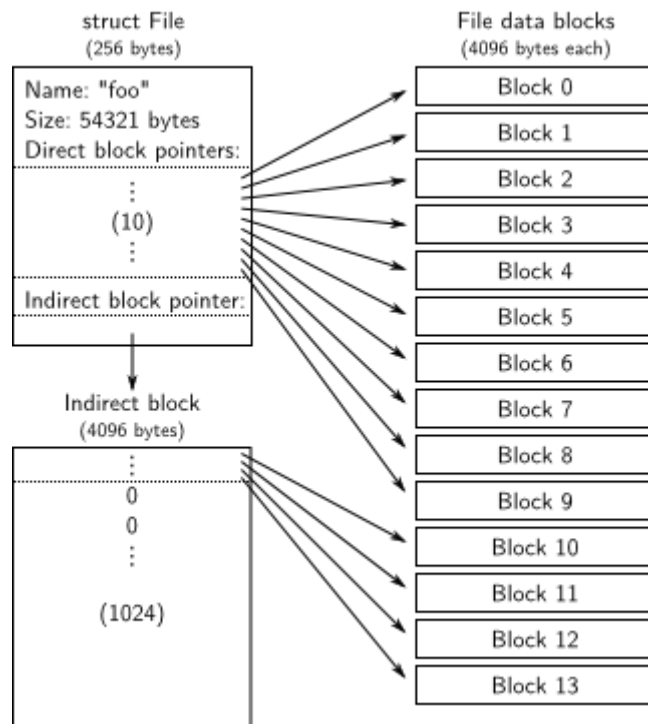 struct File
(256 bytes)
Name: "foo"
Size: 54321 bytes
Direct block pointers:
⋮
(10)
⋮
Indirect block pointer:
Indirect block
(4096 bytes)
⋮
0
0
⋮
(1024)
File data blocks
(4096 bytes each)
Block 0
Block 1
Block 2
Block 3
Block 4
Block 5
Block 6
Block 7
Block 8
Block 9
Block 10
Block 11
Block 12
Block 13